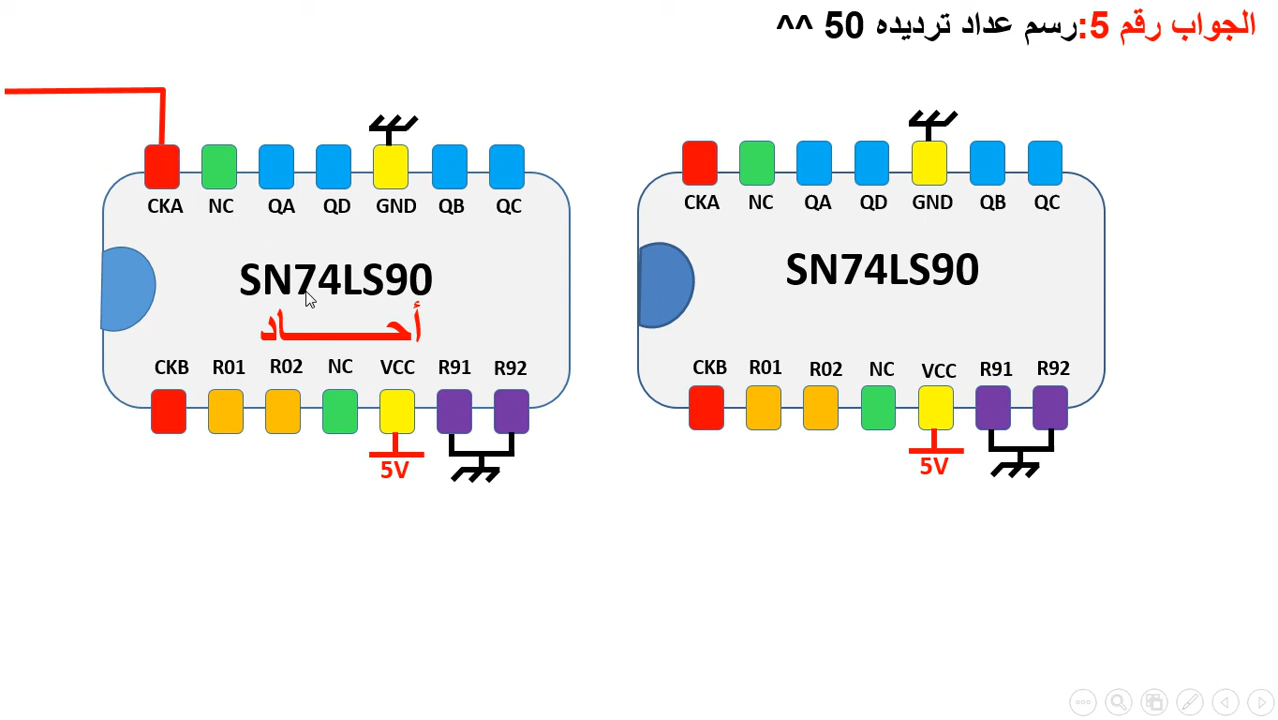 الجواب رقم 5:رسم عداد ترديده 50 ^^
CKA NC QA QD GND QB QC
SN74LS90
أحـــــــاد
CKB R01 R02 NC VCC R91 R92
5V
CKA NC QA QD GND QB QC
SN74LS90
CKB R01 R02 NC VCC R91 R92
5V